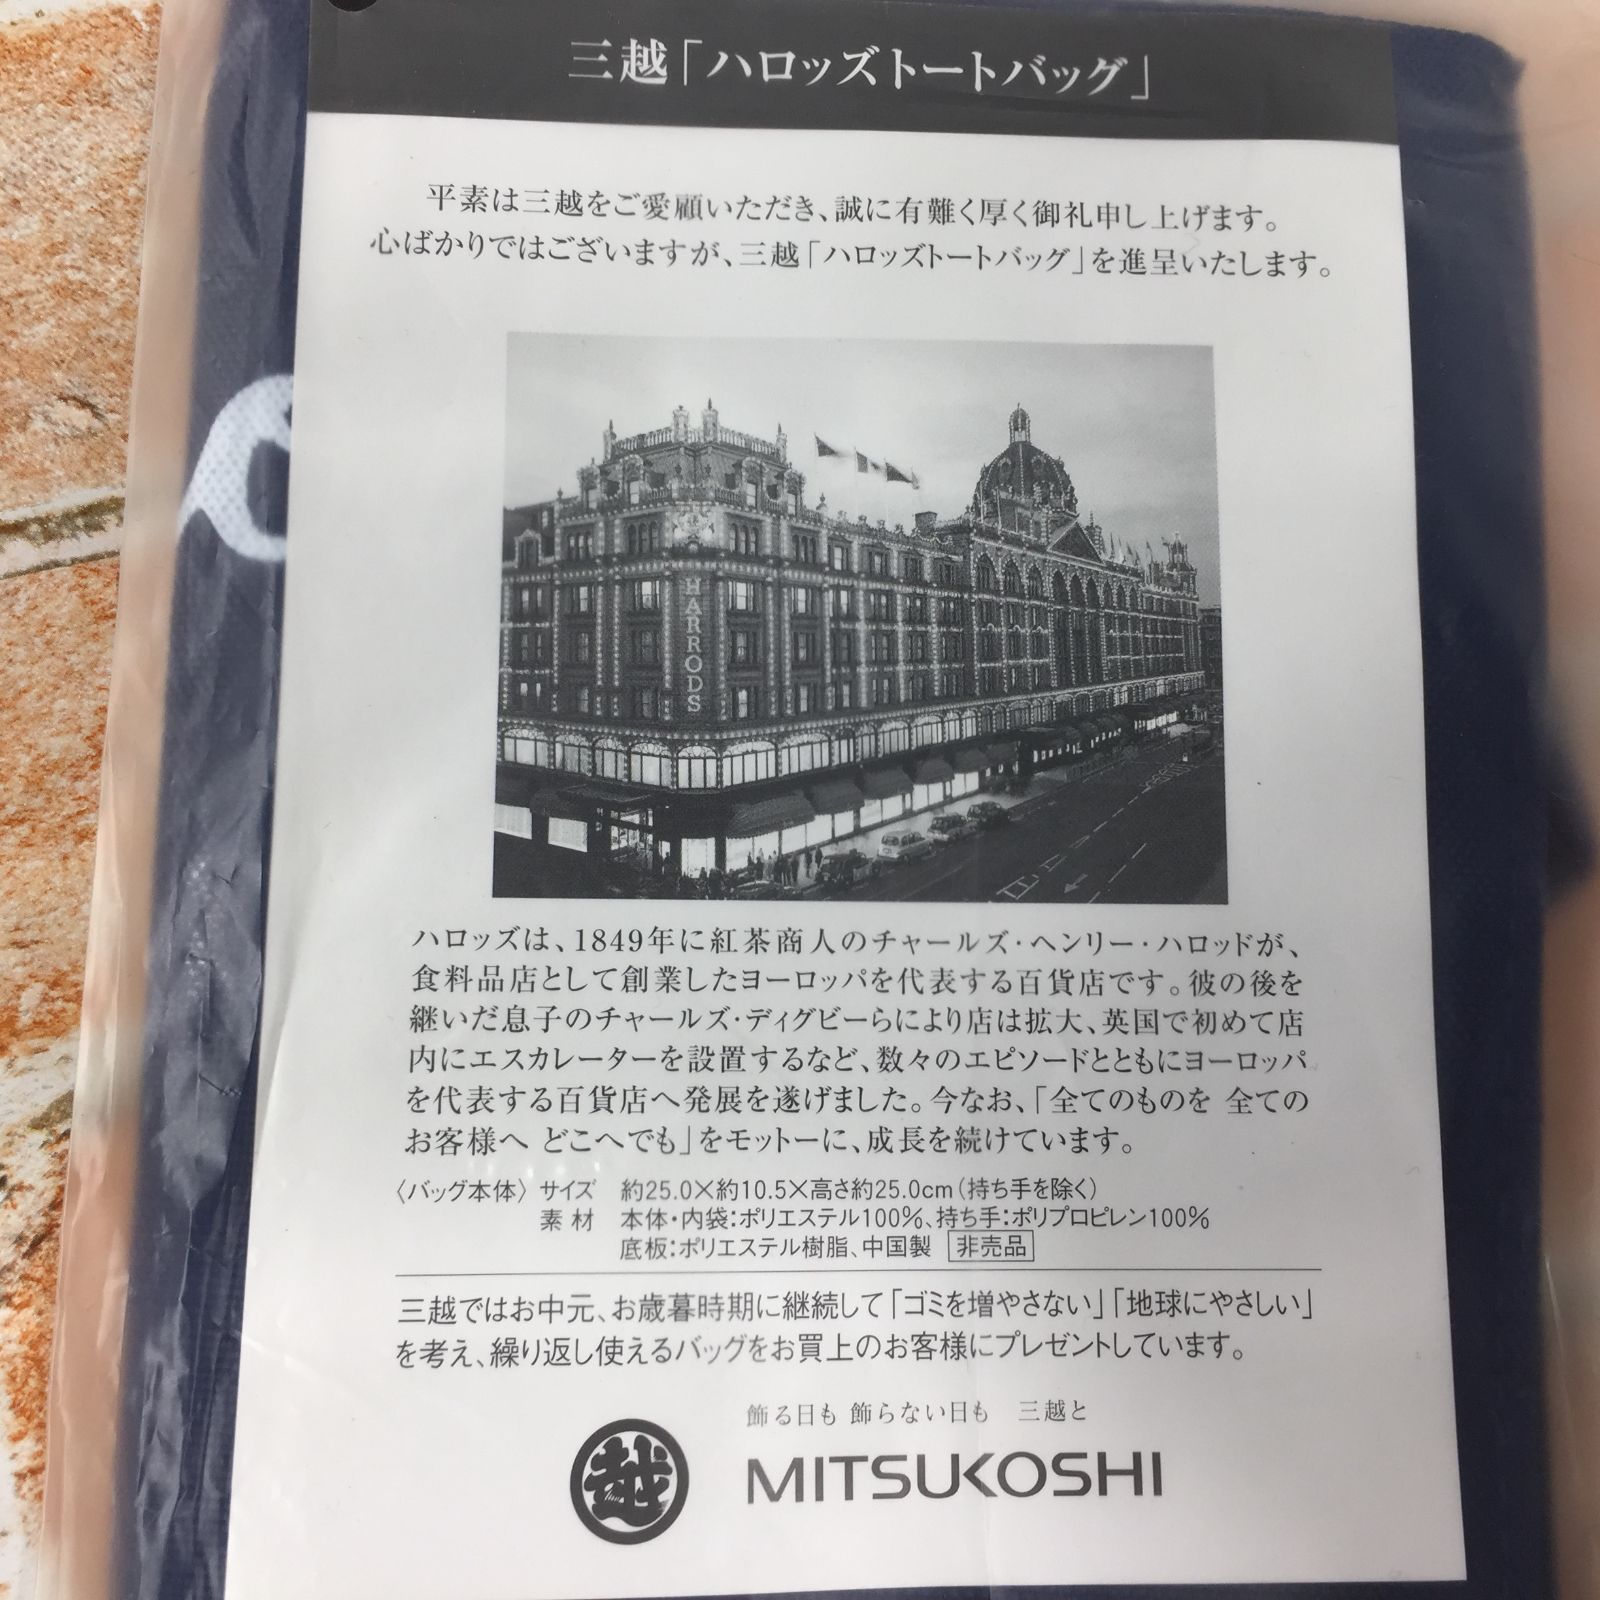 三越「ハロッズトートバッグ」
平素は三越をご愛顧いただき、誠に有難く厚く御礼申し上げます。
心ばかりではございますが、三越「ハロッズトートバッグ」を進呈いたします。
HARRODS
ハロッズは、1849年に紅茶商人のチャールズ・ヘンリー・ハロッドが、
食料品店として創業したヨーロッパを代表する百貨店です。彼の後を
継いだ息子のチャールズ・ディグビーらにより店は拡大、英国で初めて店
内にエスカレーターを設置するなど、数々のエピソードとともにヨーロッパ
を代表する百貨店へ発展を遂げました。今なお、「全てのものを 全ての
お客様へ どこへでも」をモットーに、成長を続けています。
〈バッグ本体〉 サイズ 約25.0×約10.5×高さ約25.0cm（持ち手を除く）
素材 本体・内袋：ポリエステル100%、持ち手：ポリプロピレン100%
底板：ポリエステル樹脂、中国製 非売品
三越ではお中元、お歳暮時期に継続して「ゴミを増やさない」「地球にやさしい」
を考え、繰り返し使えるバッグをお買上のお客様にプレゼントしています。
飾る日も 飾らない日も 三越と
越 MITSUKOSHI